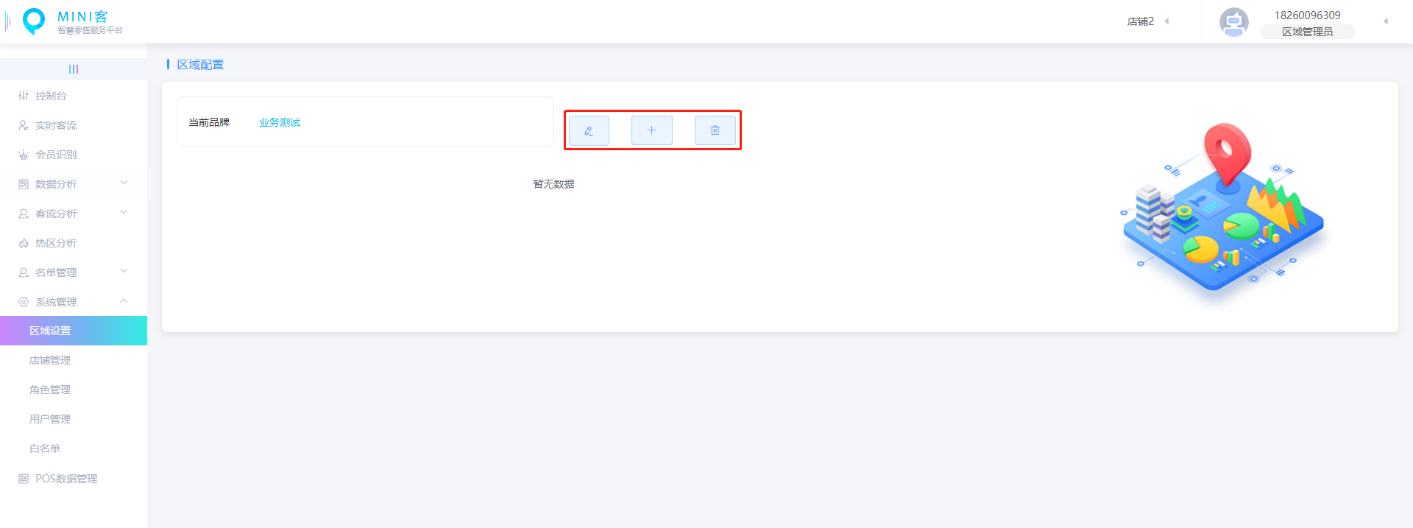 MINI客
智慧零售服务平台
店铺2
18260096309
区域管理员
控制台
实时客流
会员识别
数据分析
客流分析
热区分析
名单管理
系统管理
区域设置
店铺管理
角色管理
用户管理
白名单
POS数据管理
区域配置
当前品牌 业务测试
暂无数据